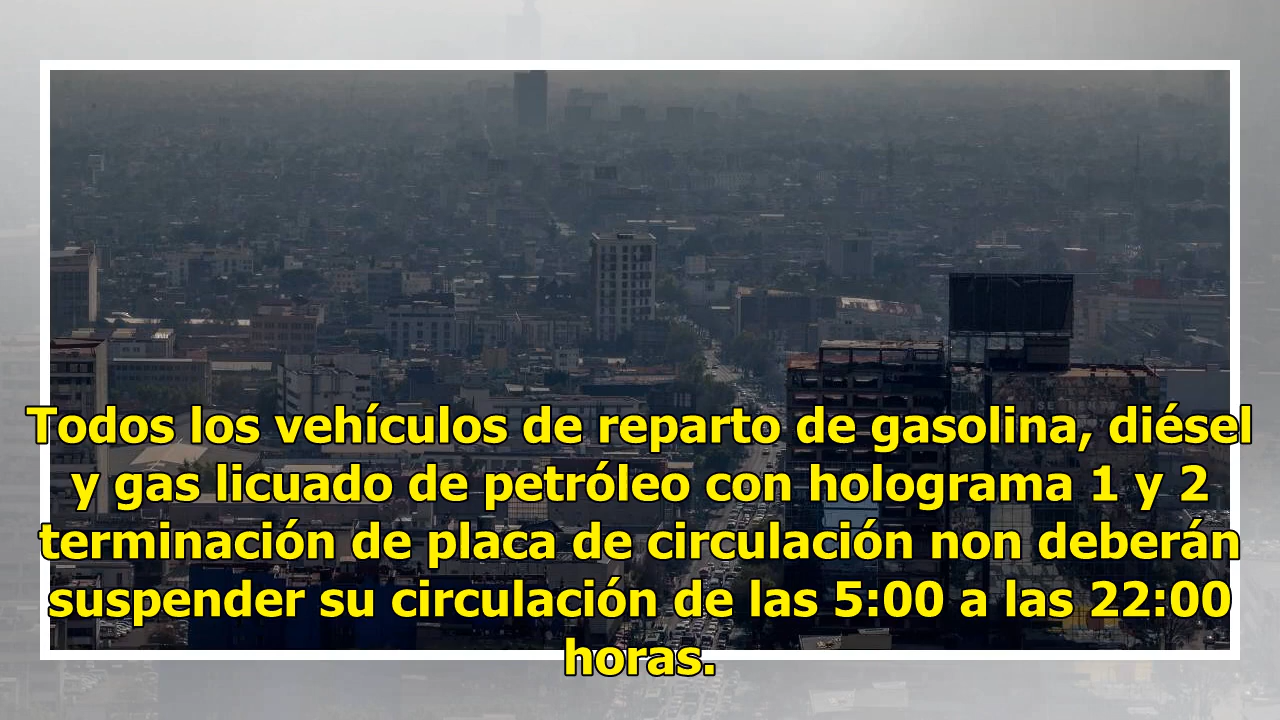 Todos los vehículos de reparto de gasolina, diésel
y gas licuado de petróleo con holograma 1 y 2
terminación de placa de circulación non deberán
suspender su circulación de las 5:00 a las 22:00
horas.